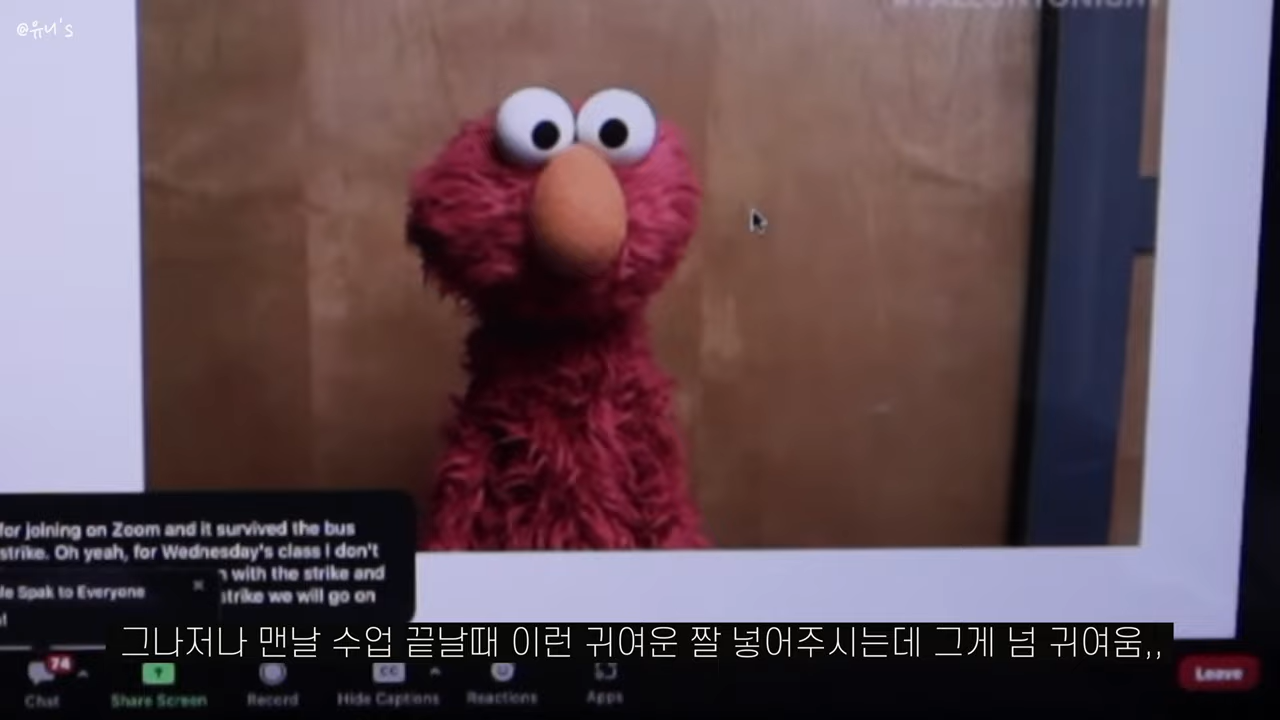 @유니's
for joining on Zoom and it survived the bus
strike. Oh yeah, for Wednesday's class I don't
with the strike and
strike we will go on
Spak to Everyone
그나저나 맨날 수업 끝날때 이런 귀여운 짤 넣어주시는데 그게 넘 귀여움,,
74
Chat
Share Screen
CC
Record
Hide Captions
Reactions
Apps
Leave